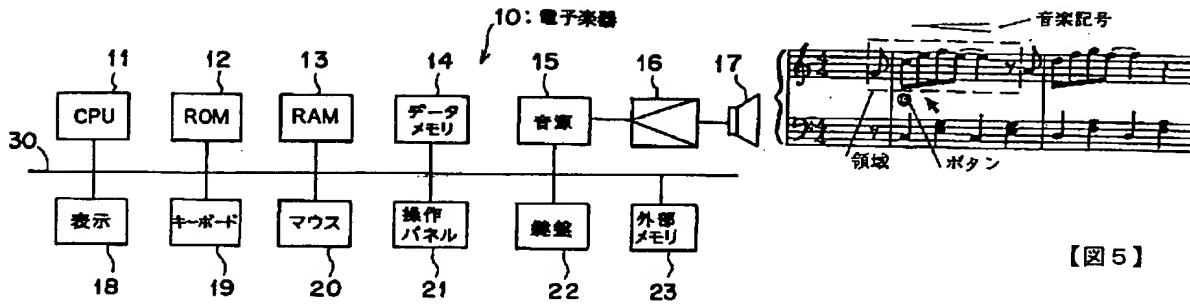 10:電子楽器
11
12
13
14
15
16
17
CPU
ROM
RAM
データ
メモリ
音源
30
表示
キーボード
マウス
操作
パネル
鍵盤
外部
メモリ
18
19
20
21
22
23
音楽記号
領域
ボタン
【図5】